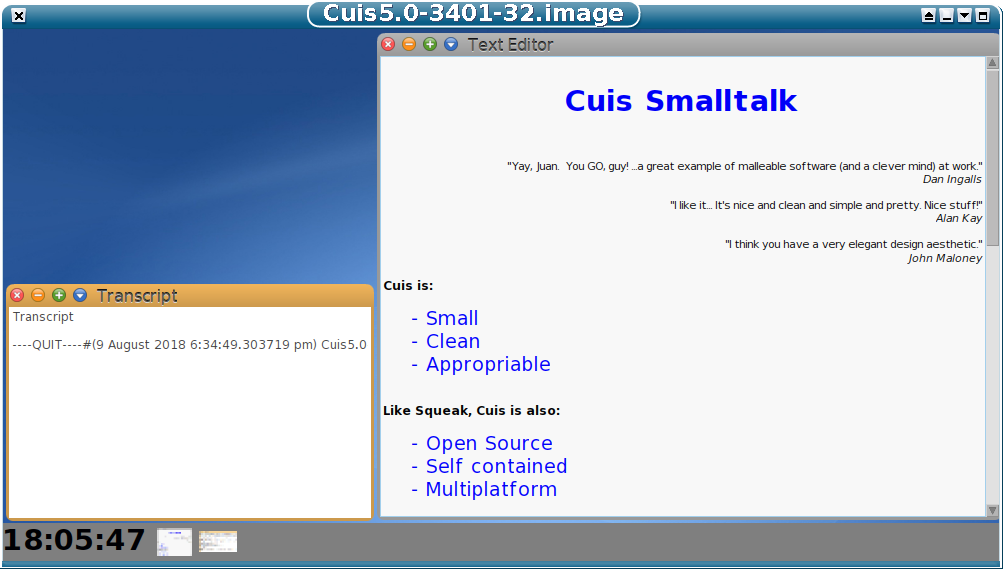 Cuis5.0-3401-32.image
Text Editor
Cuis Smalltalk
"Yay, Juan.  You GO, guy! ...a great example of malleable software (and a clever mind) at work."
Dan Ingalls
"I like it... It's nice and clean and simple and pretty. Nice stuff!"
Alan Kay
"I think you have a very elegant design aesthetic."
John Maloney
Cuis is:
- Small
- Clean
- Appropriable
Like Squeak, Cuis is also:
- Open Source
- Self contained
- Multiplatform
Transcript
Transcript
----QUIT----#(9 August 2018 6:34:49.303719 pm) Cuis5.0
18:05:47